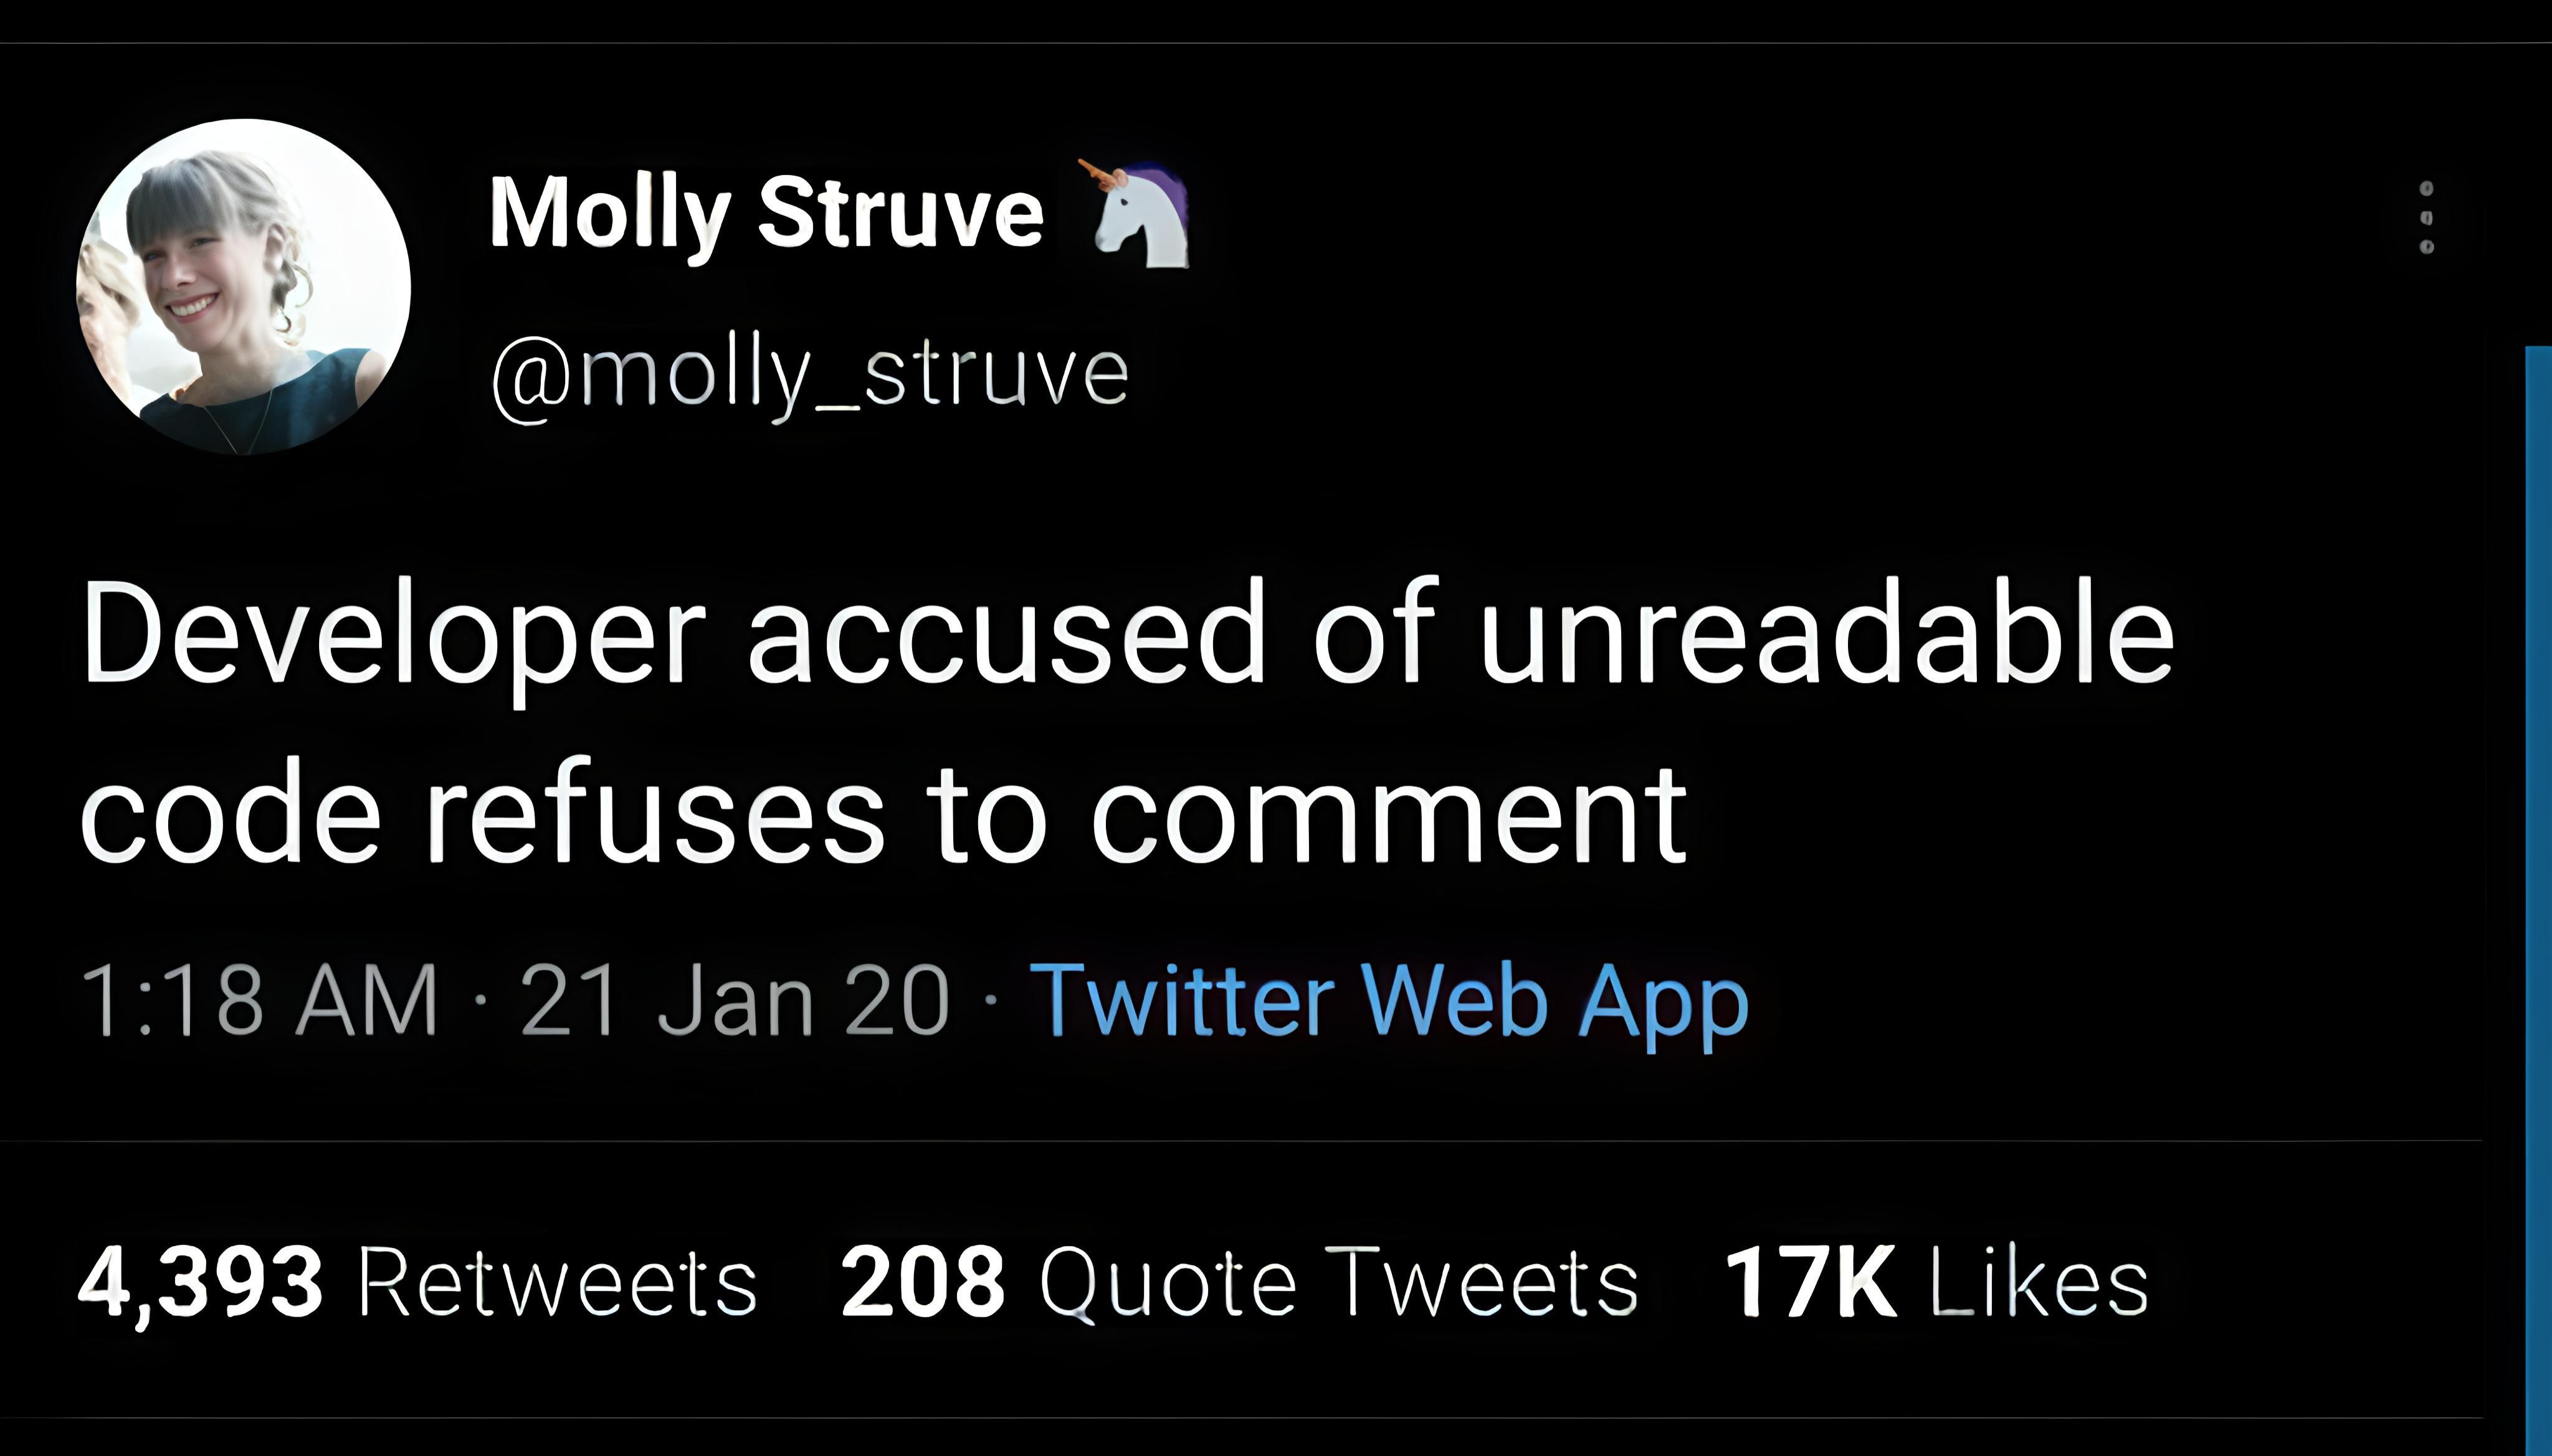 Molly Struve 🦄
@molly_struve
Developer accused of unreadable
code refuses to comment
1:18 AM · 21 Jan 20 · Twitter Web App
4,393 Retweets 208 Quote Tweets 17K Likes